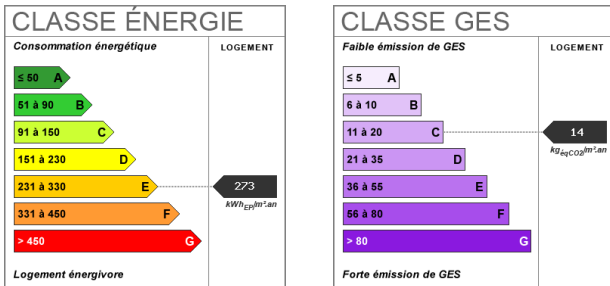 CLASSE ÉNERGIE
Consommation énergétique
LOGEMENT
≤ 50 A
51 à 90 B
91 à 150 C
151 à 230 D
231 à 330 E
273
kWhEP/m².an
331 à 450 F
> 450 G
Logement énergivore
CLASSE GES
Faible émission de GES
LOGEMENT
≤ 5 A
6 à 10 B
11 à 20 C
14
kgéqCO2/m².an
21 à 35 D
36 à 55 E
56 à 80 F
> 80 G
Forte émission de GES